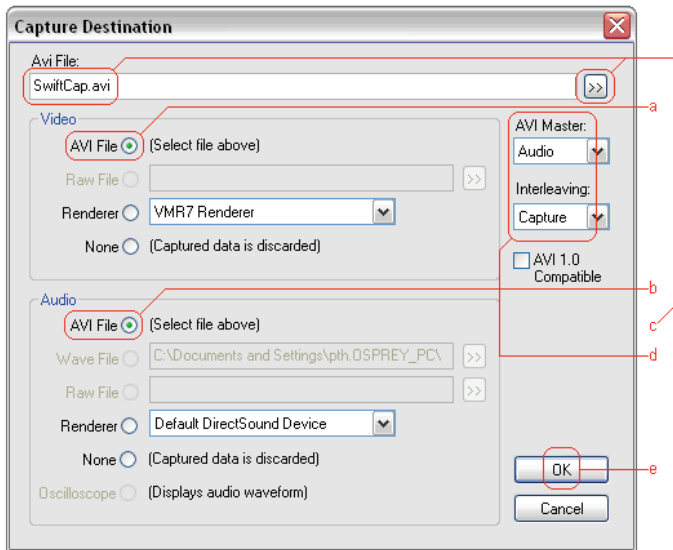 Capture Destination
Avi File:
SwiftCap.avi >>
Video
AVI File (Select file above)
Raw File >>
Renderer VMR7 Renderer
None (Captured data is discarded)
AVI Master:
Audio
Interleaving:
Capture
AVI 1.0
Compatible
Audio
AVI File (Select file above)
Wave File C:\Documents and Settings\pth.OSPREY_PC\ >>
Raw File >>
Renderer Default DirectSound Device
None (Captured data is discarded)
Oscilloscope (Displays audio waveform)
OK
Cancel
a
b
c
d
e